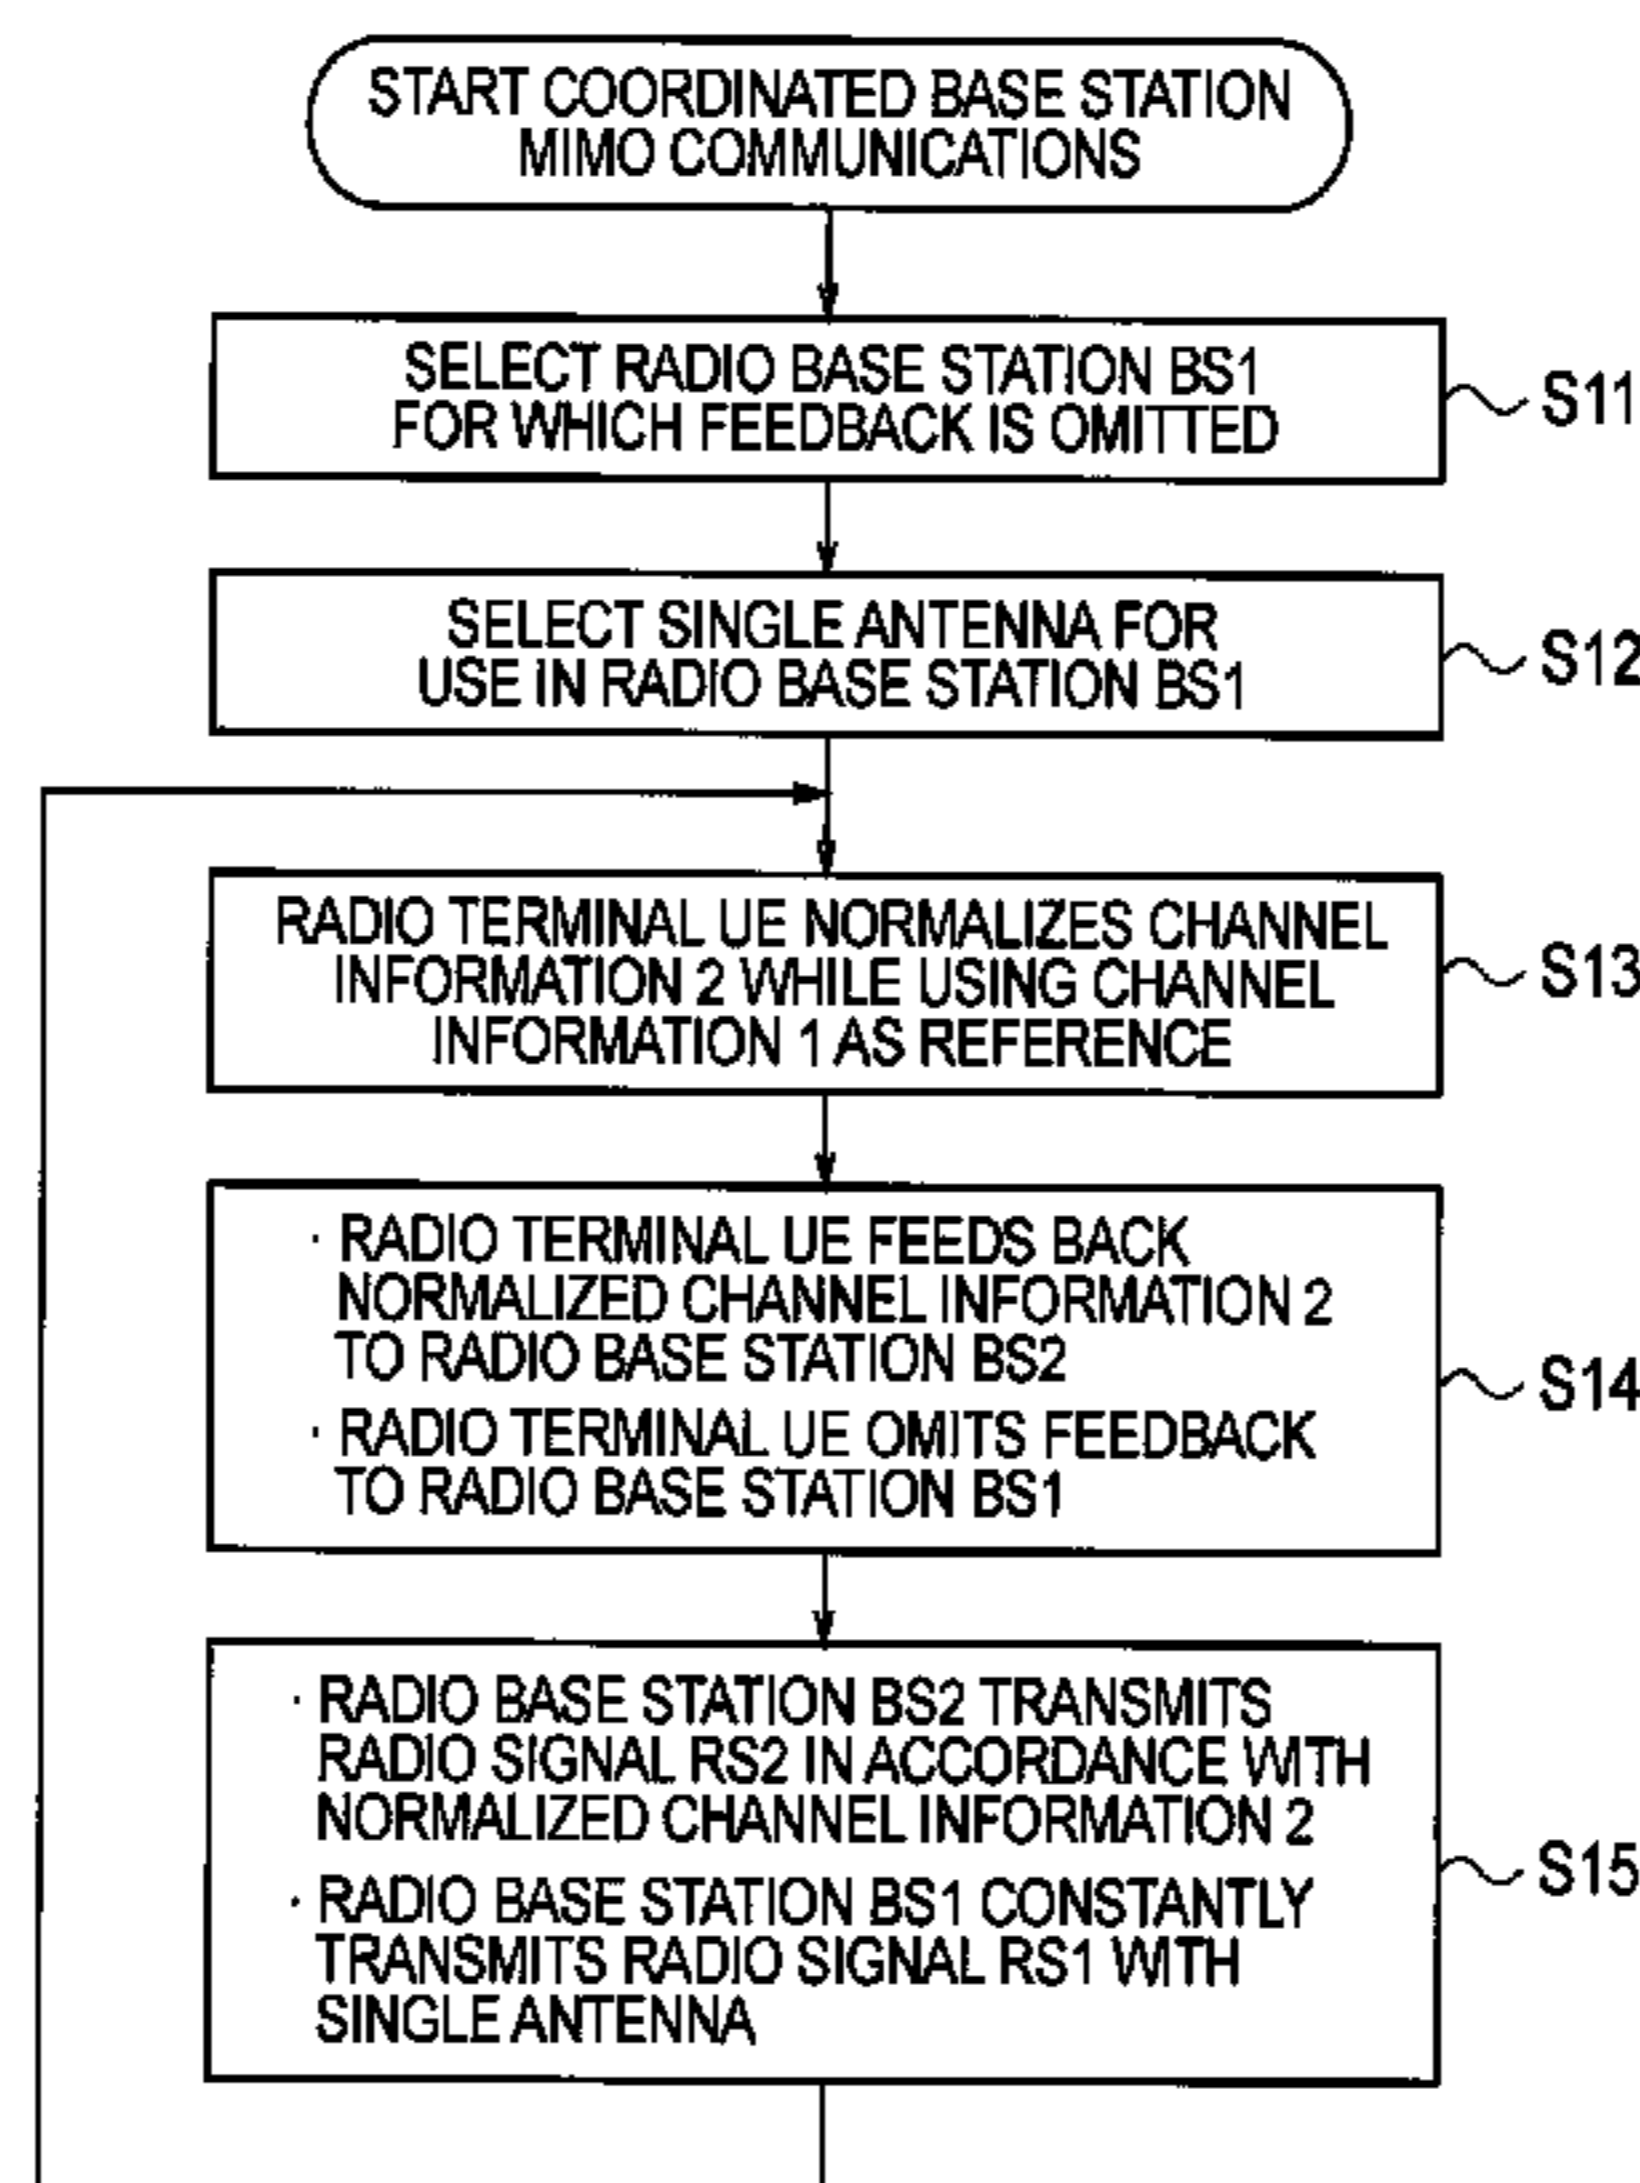 START COORDINATED BASE STATION
MIMO COMMUNICATIONS
SELECT RADIO BASE STATION BS1
FOR WHICH FEEDBACK IS OMITTED
S11
SELECT SINGLE ANTENNA FOR
USE IN RADIO BASE STATION BS1
S12
RADIO TERMINAL UE NORMALIZES CHANNEL
INFORMATION 2 WHILE USING CHANNEL
INFORMATION 1 AS REFERENCE
S13
· RADIO TERMINAL UE FEEDS BACK
NORMALIZED CHANNEL INFORMATION 2
TO RADIO BASE STATION BS2
· RADIO TERMINAL UE OMITS FEEDBACK
TO RADIO BASE STATION BS1
S14
· RADIO BASE STATION BS2 TRANSMITS
RADIO SIGNAL RS2 IN ACCORDANCE WITH
NORMALIZED CHANNEL INFORMATION 2
· RADIO BASE STATION BS1 CONSTANTLY
TRANSMITS RADIO SIGNAL RS1 WITH
SINGLE ANTENNA
S15